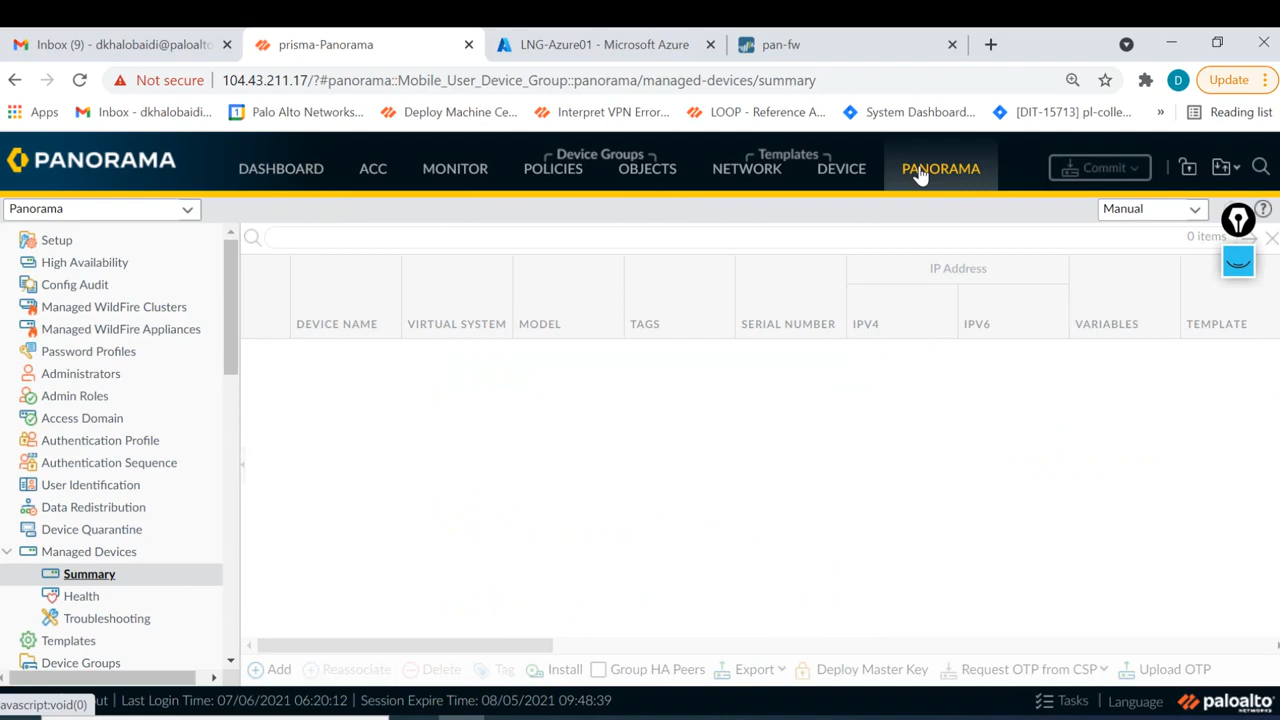 Inbox (9) - dkhalobaidi@paloalto
prisma-Panorama
LNG-Azure01 - Microsoft Azure
pan-fw
Not secure
104.43.211.17/?#panorama::Mobile_User_Device_Group::panorama/managed-devices/summary
D
Update
Apps
Inbox - dkhalobaidi...
Palo Alto Networks...
Deploy Machine Ce...
Interpret VPN Error...
LOOP - Reference A...
System Dashboard...
[DIT-15713] pl-colle...
»
Reading list
PANORAMA
DASHBOARD
ACC
MONITOR
Device Groups
POLICIES
OBJECTS
Templates
NETWORK
DEVICE
PANORAMA
Commit
Panorama
Manual
Setup
High Availability
Config Audit
Managed WildFire Clusters
Managed WildFire Appliances
Password Profiles
Administrators
Admin Roles
Access Domain
Authentication Profile
Authentication Sequence
User Identification
Data Redistribution
Device Quarantine
Managed Devices
Summary
Health
Troubleshooting
Templates
Device Groups
0 items
IP Address
DEVICE NAME
VIRTUAL SYSTEM
MODEL
TAGS
SERIAL NUMBER
IPV4
IPV6
VARIABLES
TEMPLATE
Add
Reassociate
Delete
Tag
Install
Group HA Peers
Export
Deploy Master Key
Request OTP from CSP
Upload OTP
avascript:void(0)
out
Last Login Time: 07/06/2021 06:20:12
Session Expire Time: 08/05/2021 09:48:39
Tasks
Language
paloalto
NETWORKS